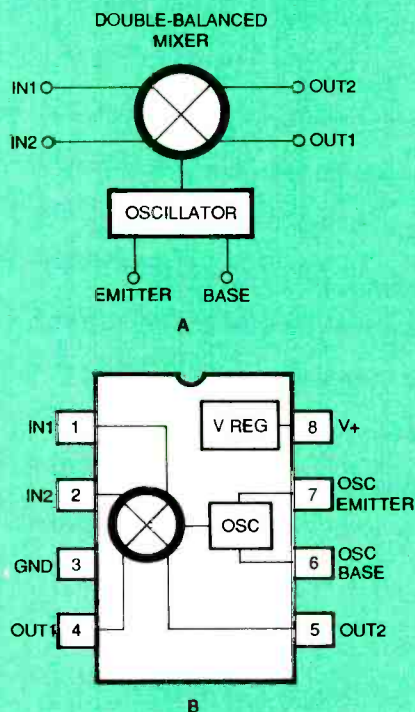 DOUBLE-BALANCED
MIXER
IN1
OUT2
IN2
OUT1
OSCILLATOR
EMITTER
BASE
A
IN1
1
V REG
8
V+
IN2
2
OSC
7
OSC
EMITTER
GND
3
6
OSC
BASE
OUT1
4
5
OUT2
B